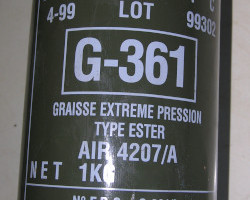 C
4-99 LOT 99302
G-361
GRAISSE EXTREME PRESSION
TYPE ESTER
AIR 4207/A
NET 1KG